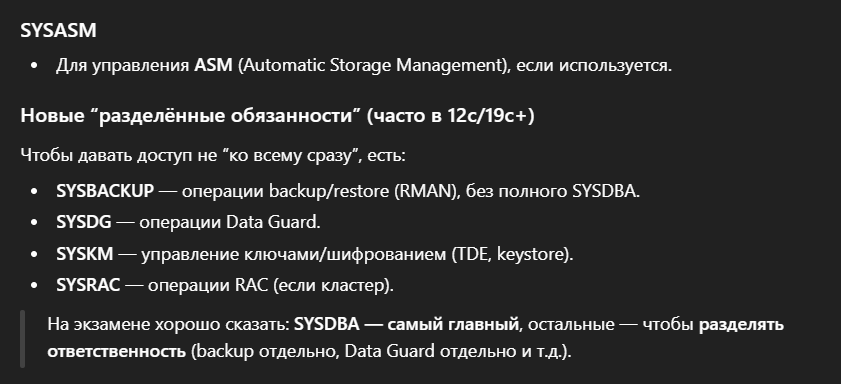 SYSASM
• Для управления ASM (Automatic Storage Management), если используется.
Новые “разделённые обязанности” (часто в 12c/19c+)
Чтобы давать доступ не “ко всему сразу”, есть:
• SYSBACKUP — операции backup/restore (RMAN), без полного SYSDBA.
• SYSDG — операции Data Guard.
• SYSKM — управление ключами/шифрованием (TDE, keystore).
• SYSRAC — операции RAC (если кластер).
На экзамене хорошо сказать: SYSDBA — самый главный, остальные — чтобы разделять
ответственность (backup отдельно, Data Guard отдельно и т.д.).